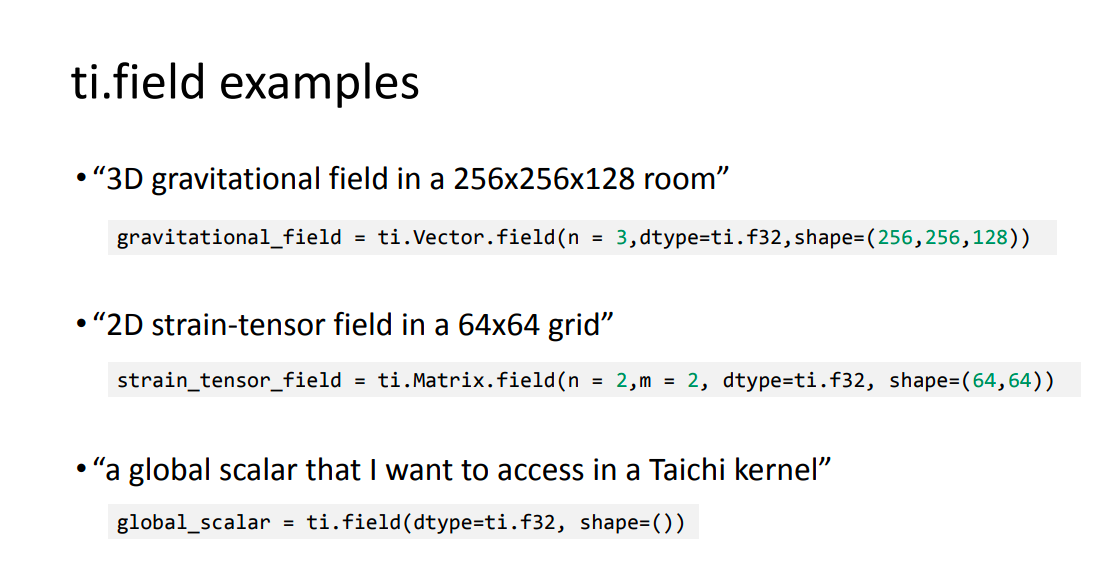 ti.field examples
• “3D gravitational field in a 256x256x128 room”
gravitational_field = ti.Vector.field(n = 3,dtype=ti.f32,shape=(256,256,128))
• “2D strain-tensor field in a 64x64 grid”
strain_tensor_field = ti.Matrix.field(n = 2,m = 2, dtype=ti.f32, shape=(64,64))
• “a global scalar that I want to access in a Taichi kernel”
global_scalar = ti.field(dtype=ti.f32, shape=())